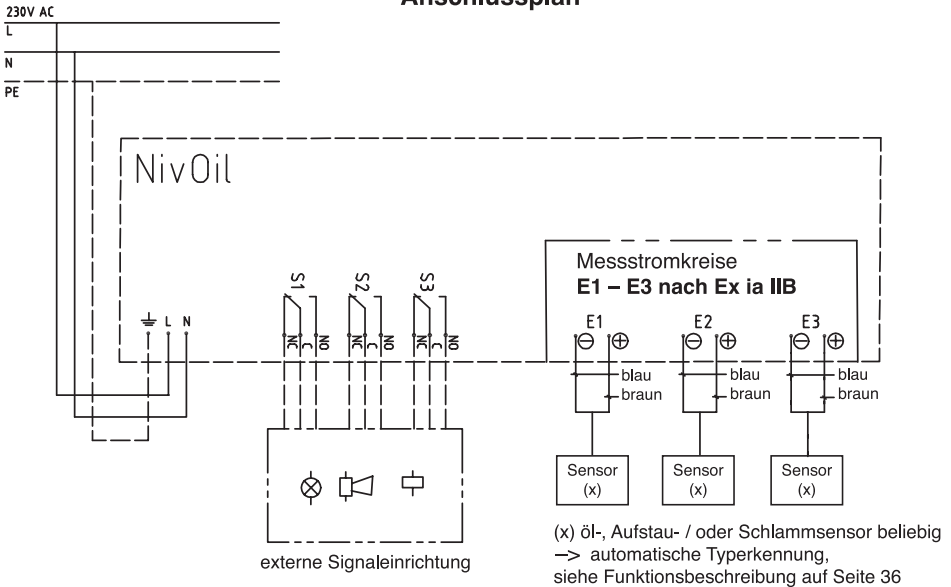 Anschlussplan
230V AC
L
N
PE
NivOil
Messstromkreise
E1 – E3 nach Ex ia IIB
S1 S2 S3
E1 E2 E3
L N
NC C NO NC C NO NC C NO
blau blau blau
braun braun braun
Sensor Sensor Sensor
(x) (x) (x)
externe Signaleinrichtung
(x) öl-, Aufstau- / oder Schlammsensor beliebig
–> automatische Typerkennung,
siehe Funktionsbeschreibung auf Seite 36